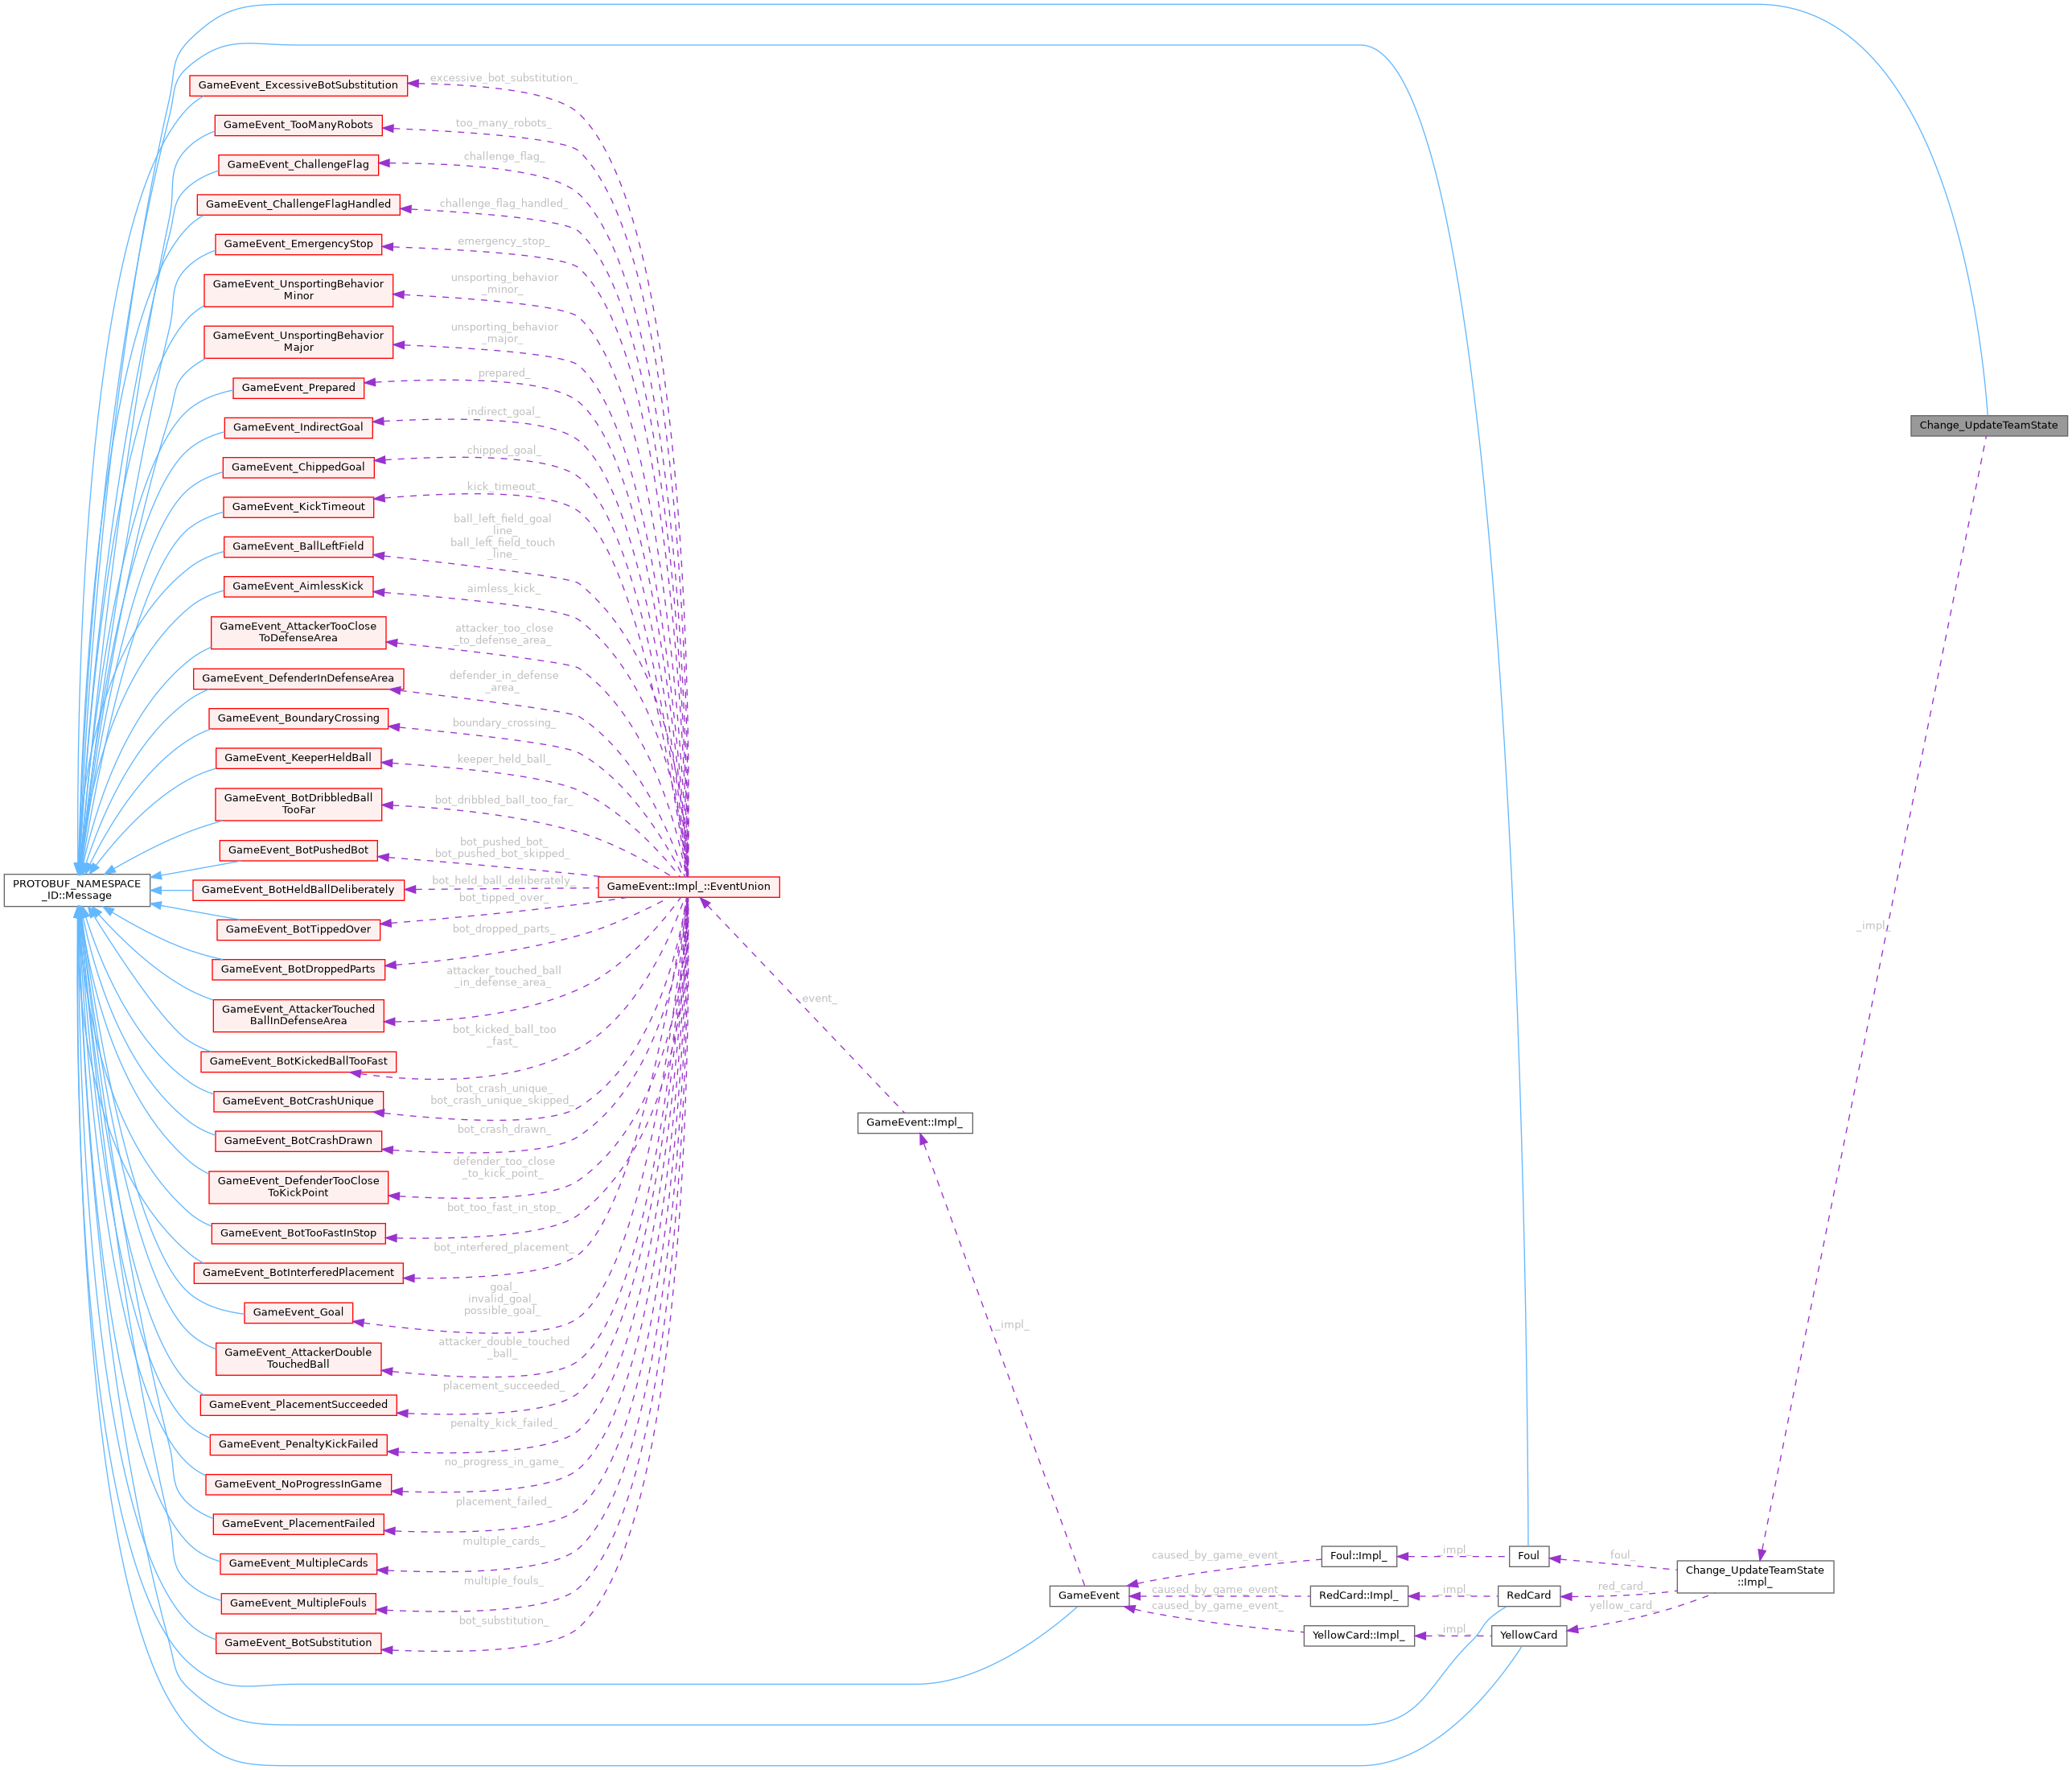 GameEvent_ExcessiveBotSubstitution
excessive_bot_substitution_
GameEvent_TooManyRobots
too_many_robots_
GameEvent_ChallengeFlag
challenge_flag_
GameEvent_ChallengeFlagHandled
challenge_flag_handled_
GameEvent_EmergencyStop
emergency_stop_
GameEvent_UnsportingBehavior
Minor
unsporting_behavior
_minor_
GameEvent_UnsportingBehavior
Major
unsporting_behavior
_major_
GameEvent_Prepared
prepared_
GameEvent_IndirectGoal
indirect_goal_
Change_UpdateTeamState
GameEvent_ChippedGoal
chipped_goal_
GameEvent_KickTimeout
kick_timeout_
GameEvent_BallLeftField
ball_left_field_goal
_line_
ball_left_field_touch
_line_
GameEvent_AimlessKick
aimless_kick_
GameEvent_AttackerTooClose
ToDefenseArea
attacker_too_close
_to_defense_area_
GameEvent_DefenderInDefenseArea
defender_in_defense
_area_
GameEvent_BoundaryCrossing
boundary_crossing_
GameEvent_KeeperHeldBall
keeper_held_ball_
GameEvent_BotDribbledBall
TooFar
bot_dribbled_ball_too_far_
GameEvent_BotPushedBot
bot_pushed_bot_
bot_pushed_bot_skipped_
PROTOBUF_NAMESPACE
_ID::Message
GameEvent_BotHeldBallDeliberately
bot_held_ball_deliberately_
GameEvent::Impl_::EventUnion
GameEvent_BotTippedOver
bot_tipped_over_
_impl_
GameEvent_BotDroppedParts
bot_dropped_parts_
GameEvent_AttackerTouched
BallInDefenseArea
attacker_touched_ball
_in_defense_area_
event_
GameEvent_BotKickedBallTooFast
bot_kicked_ball_too
_fast_
GameEvent_BotCrashUnique
bot_crash_unique_
bot_crash_unique_skipped_
GameEvent::Impl_
GameEvent_BotCrashDrawn
bot_crash_drawn_
GameEvent_DefenderTooClose
ToKickPoint
defender_too_close
_to_kick_point_
GameEvent_BotTooFastInStop
bot_too_fast_in_stop_
GameEvent_BotInterferedPlacement
bot_interfered_placement_
GameEvent_Goal
goal_
invalid_goal_
possible_goal_
_impl_
GameEvent_AttackerDouble
TouchedBall
attacker_double_touched
_ball_
GameEvent_PlacementSucceeded
placement_succeeded_
GameEvent_PenaltyKickFailed
penalty_kick_failed_
GameEvent_NoProgressInGame
no_progress_in_game_
GameEvent_PlacementFailed
placement_failed_
GameEvent_MultipleCards
multiple_cards_
caused_by_game_event_
Foul::Impl_
_impl_
Foul
foul_
Change_UpdateTeamState
::Impl_
GameEvent_MultipleFouls
multiple_fouls_
GameEvent
caused_by_game_event_
RedCard::Impl_
_impl_
RedCard
red_card_
GameEvent_BotSubstitution
bot_substitution_
caused_by_game_event_
YellowCard::Impl_
_impl_
YellowCard
yellow_card_